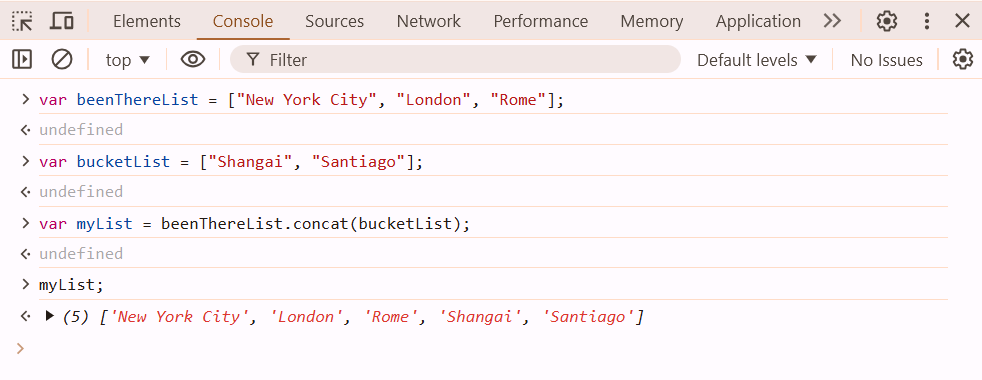 Elements Console Sources Network Performance Memory Application
top Filter Default levels No Issues
var beenThereList = ["New York City", "London", "Rome"];
undefined
var bucketList = ["Shangai", "Santiago"];
undefined
var myList = beenThereList.concat(bucketList);
undefined
myList;
(5) ['New York City', 'London', 'Rome', 'Shangai', 'Santiago']